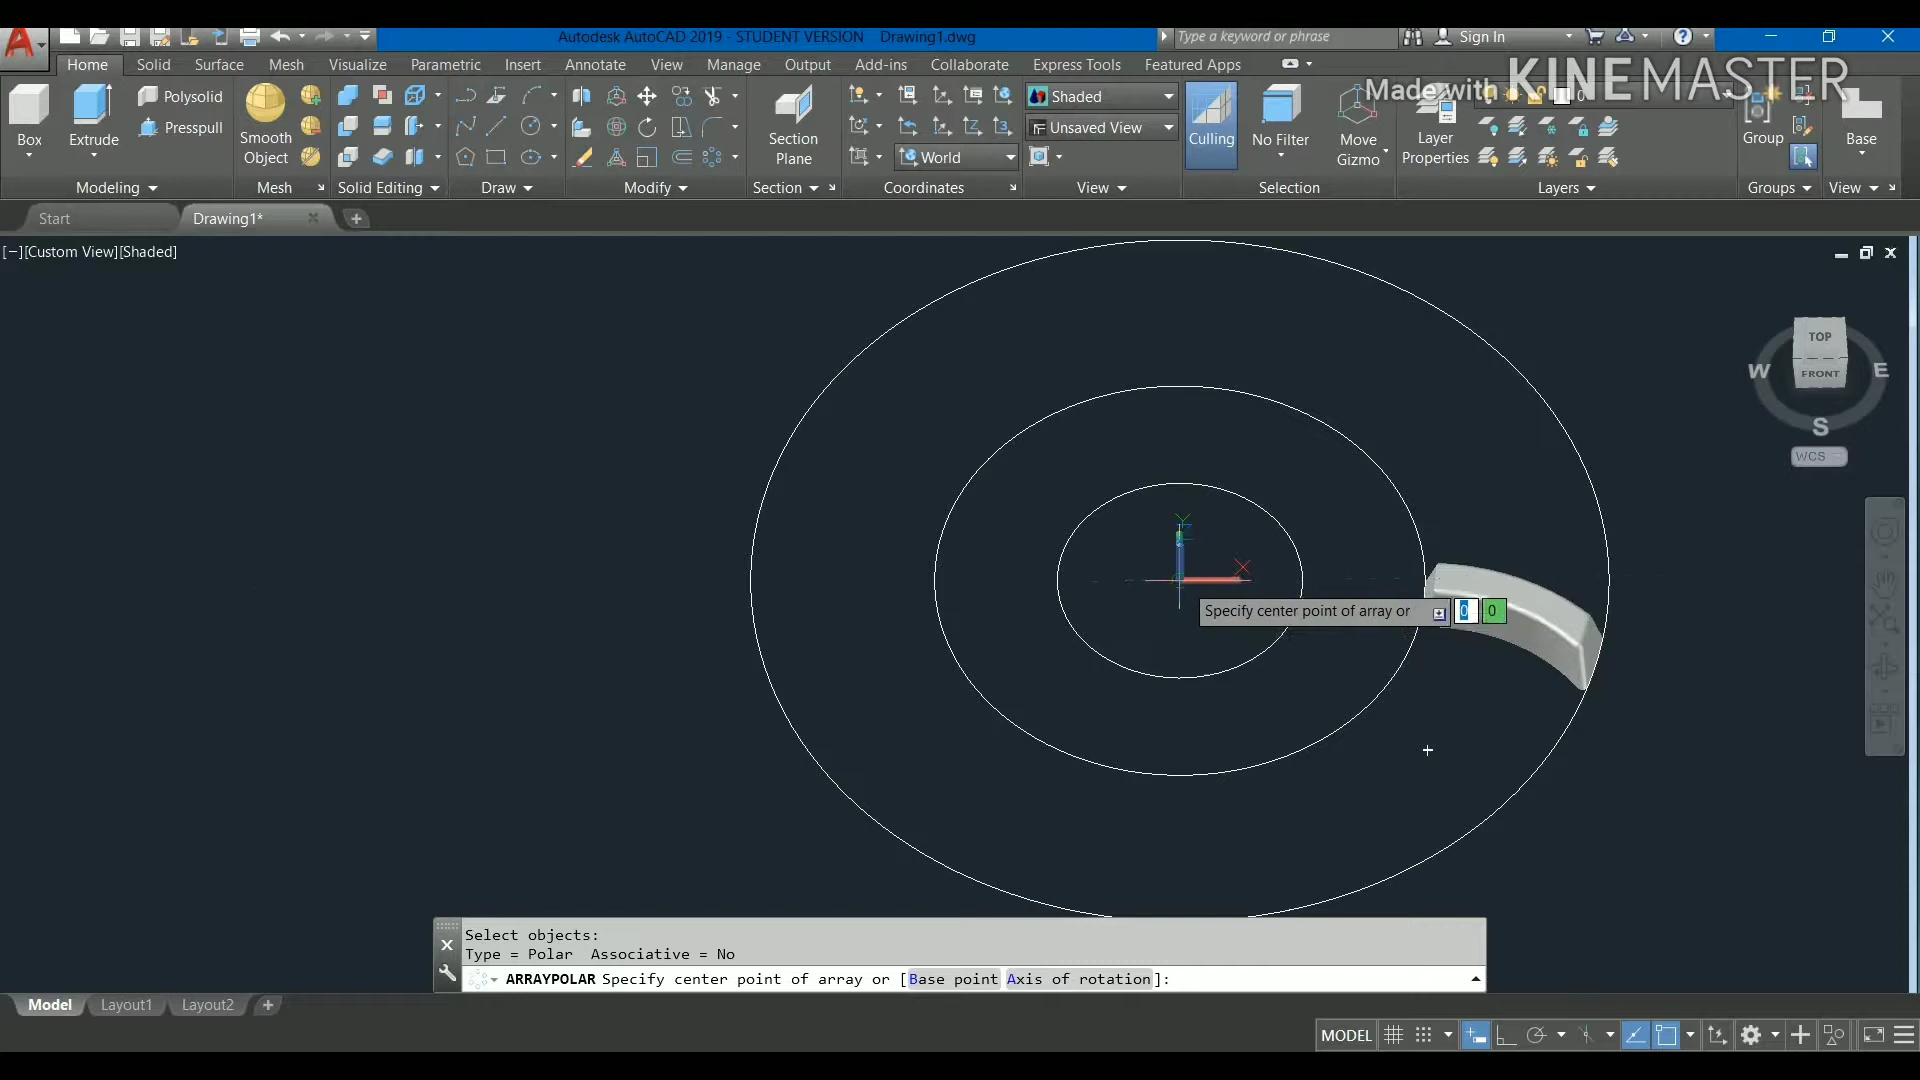 Autodesk AutoCAD 2019 - STUDENT VERSION    Drawing1.dwg
Type a keyword or phrase
Sign In
Home Solid Surface Mesh Visualize Parametric Insert Annotate View Manage Output Add-ins Collaborate Express Tools Featured Apps
Made with KINEMASTER
Box
Extrude
Polysolid
Presspull
Smooth Object
Section Plane
World
Shaded
Unsaved View
Culling
No Filter
Move Gizmo
Layer Properties
0
Group
Base
Modeling
Mesh
Solid Editing
Draw
Modify
Section
Coordinates
View
Selection
Layers
Groups
View
Start
Drawing1*
[−][Custom View][Shaded]
TOP
W
E
FRONT
S
WCS
Y
X
Specify center point of array or 0 0
Select objects:
Type = Polar  Associative = No
ARRAYPOLAR Specify center point of array or [Base point Axis of rotation]:
Model
Layout1
Layout2
MODEL